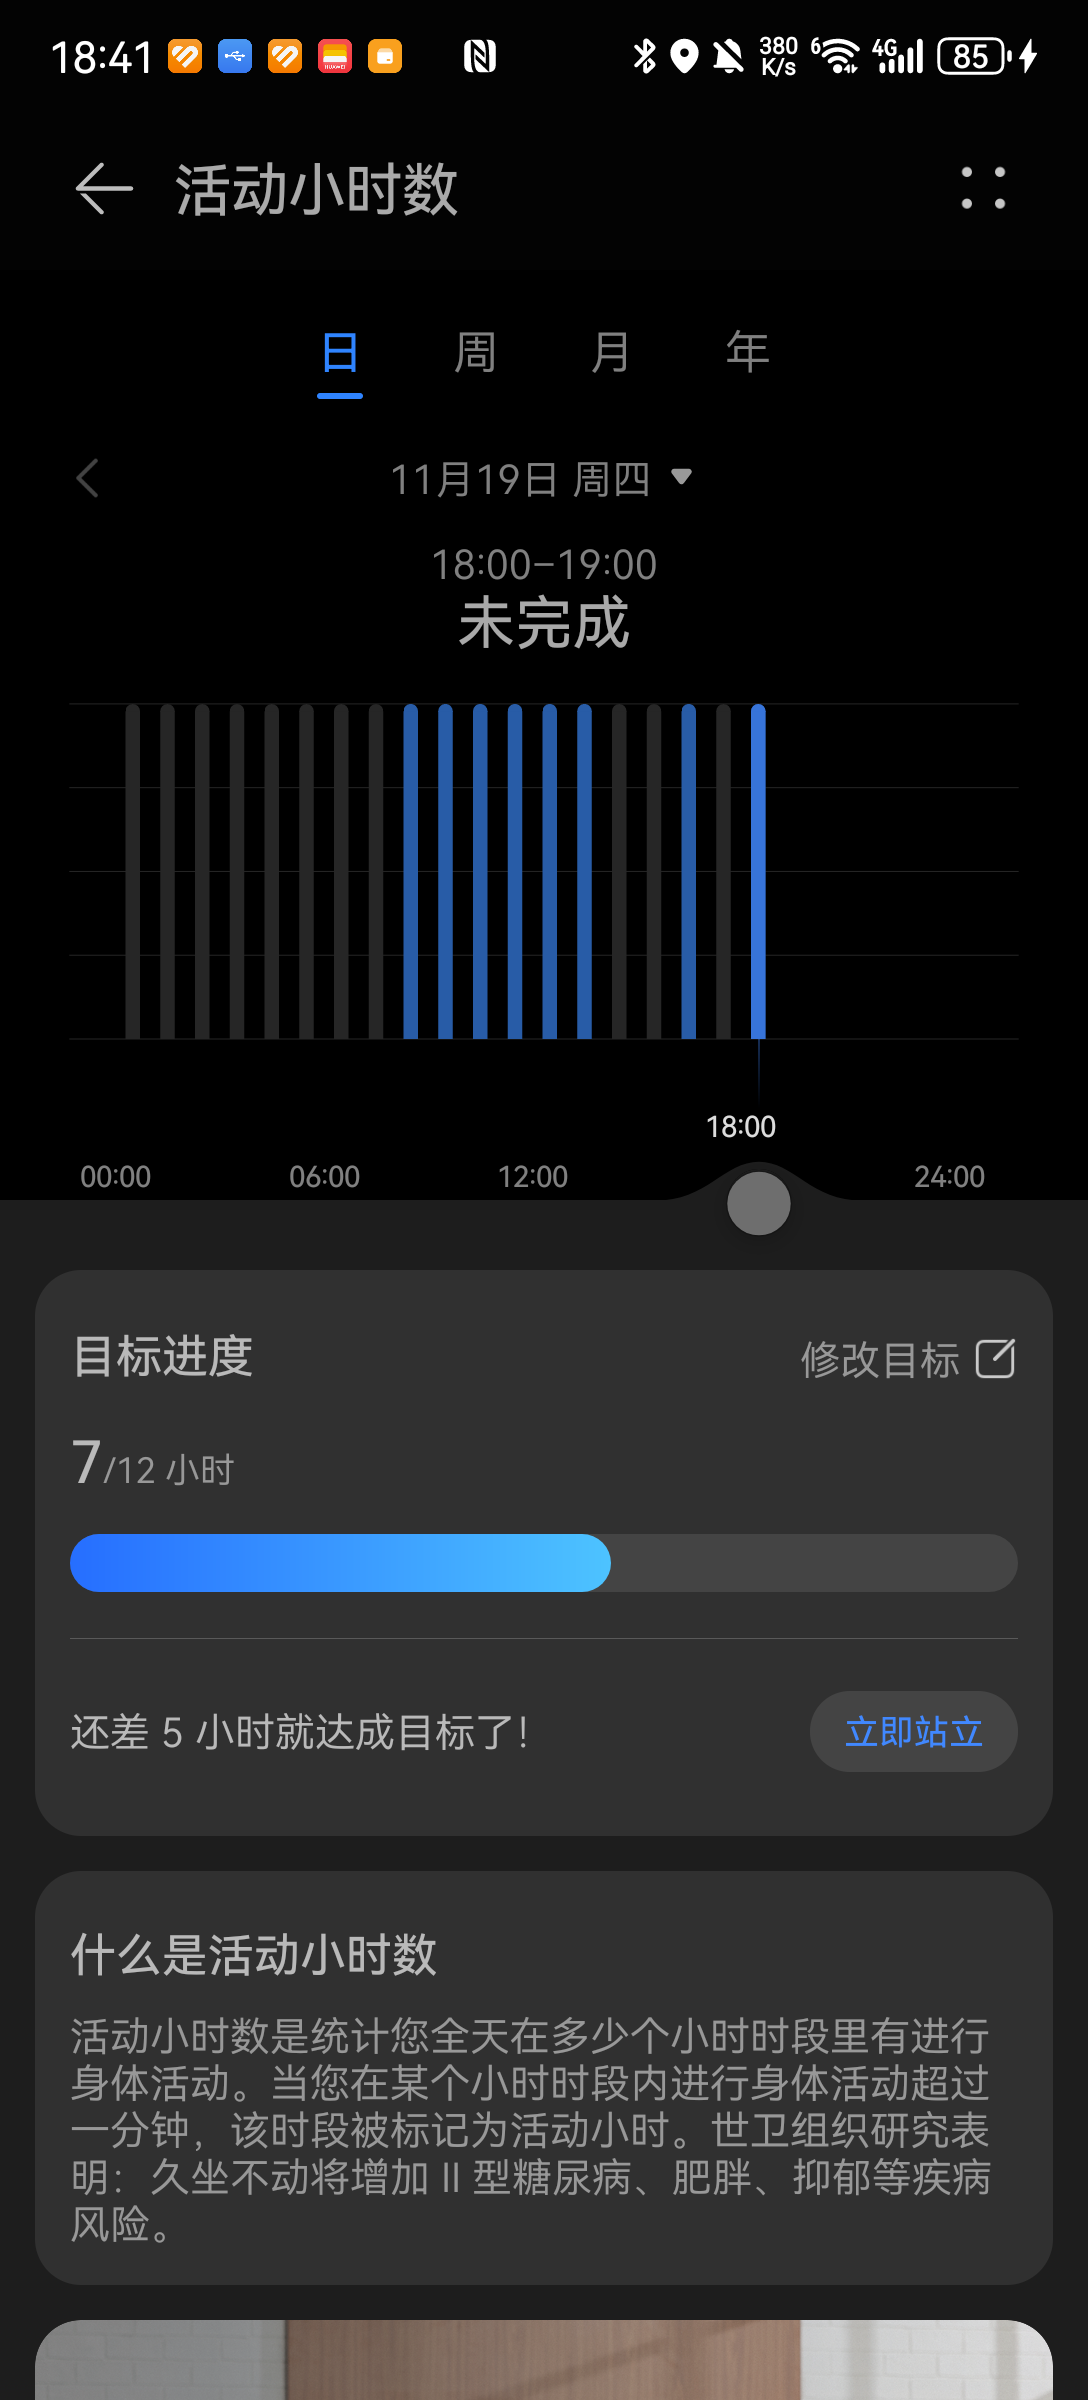 18:41
380 K/s
6
4G
85
活动小时数
日 周 月 年
11月19日 周四
18:00–19:00
未完成
18:00
00:00 06:00 12:00 24:00
目标进度
修改目标
7/12 小时
还差 5 小时就达成目标了！
立即站立
什么是活动小时数
活动小时数是统计您全天在多少个小时时段里有进行
身体活动。当您在某个小时时段内进行身体活动超过
一分钟，该时段被标记为活动小时。世卫组织研究表
明：久坐不动将增加 II 型糖尿病、肥胖、抑郁等疾病
风险。